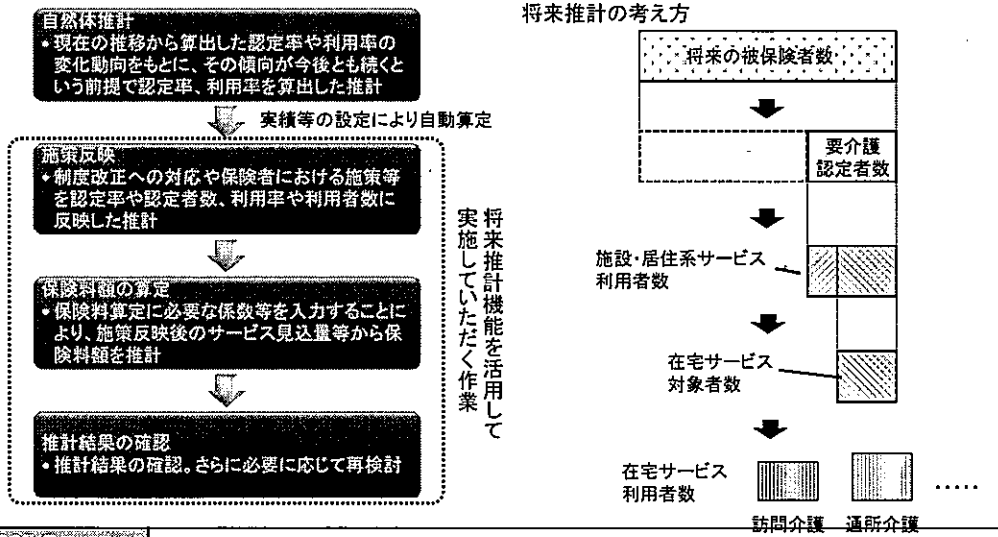 自然体推計
•現在の推移から算出した認定率や利用率の
変化動向をもとに、その傾向が今後とも続くと
いう前提で認定率、利用率を算出した推計
実績等の設定により自動算定
施策反映
•制度改正への対応や保険者における施策等
を認定率や認定者数、利用率や利用者数に
反映した推計
保険料額の算定
•保険料算定に必要な係数等を入力することに
より、施策反映後のサービス見込量等から保
険料額を推計
推計結果の確認
•推計結果の確認。さらに必要に応じて再検討
将来推計機能を活用して
実施していただく作業
将来推計の考え方
将来の被保険者数
要介護
認定者数
施設・居住系サービス
利用者数
在宅サービス
対象者数
在宅サービス
利用者数
.....
訪問介護 通所介護